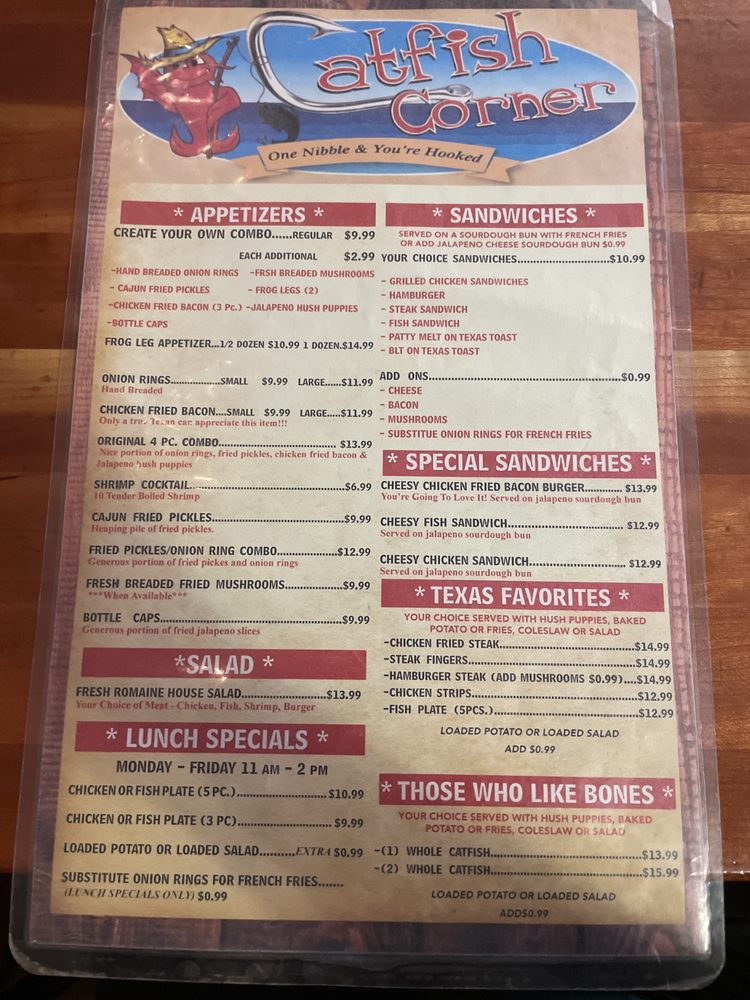 Catfish
Corner
One Nibble & You're Hooked
* APPETIZERS *
CREATE YOUR OWN COMBO......REGULAR $9.99
EACH ADDITIONAL $2.99
-HAND BREADED ONION RINGS -FRSH BREADED MUSHROOMS
- CAJUN FRIED PICKLES - FROG LEGS (2)
-CHICKEN FRIED BACON (3 Pc.) -JALAPENO HUSH PUPPIES
-BOTTLE CAPS
FROG LEG APPETIZER...1/2 DOZEN $10.99 1 DOZEN.$14.99
ONION RINGS..................SMALL $9.99 LARGE......$11.99
Hand Breaded
CHICKEN FRIED BACON....SMALL $9.99 LARGE.....$11.99
Only a true Texan can appreciate this item!!!
ORIGINAL 4 PC. COMBO................................. $13.99
Nice portion of onion rings, fried pickles, chicken fried bacon &
Jalapeno hush puppies
SHRIMP COCKTAIL...........................................$6.99
10 Tender Boiled Shrimp
CAJUN FRIED PICKLES.....................................$9.99
Heaping pile of fried pickles.
FRIED PICKLES/ONION RING COMBO.................$12.99
Generous portion of fried pickes and onion rings
FRESH BREADED FRIED MUSHROOMS................$9.99
***When Available***
BOTTLE CAPS.................................................$9.99
Generous portion of fried jalapeno slices
*SALAD *
FRESH ROMAINE HOUSE SALAD.......................$13.99
Your Choice of Meat - Chicken, Fish, Shrimp, Burger
* LUNCH SPECIALS *
MONDAY – FRIDAY 11 AM – 2 PM
CHICKEN OR FISH PLATE (5 PC.)........................$10.99
CHICKEN OR FISH PLATE (3 PC)......................... $9.99
LOADED POTATO OR LOADED SALAD..........EXTRA $0.99
SUBSTITUTE ONION RINGS FOR FRENCH FRIES.......
(LUNCH SPECIALS ONLY) $0.99
* SANDWICHES *
SERVED ON A SOURDOUGH BUN WITH FRENCH FRIES
OR ADD JALAPENO CHEESE SOURDOUGH BUN $0.99
YOUR CHOICE SANDWICHES..........................$10.99
- GRILLED CHICKEN SANDWICHES
- HAMBURGER
- STEAK SANDWICH
- FISH SANDWICH
- PATTY MELT ON TEXAS TOAST
- BLT ON TEXAS TOAST
ADD ONS.......................................................$0.99
- CHEESE
- BACON
- MUSHROOMS
- SUBSTITUE ONION RINGS FOR FRENCH FRIES
* SPECIAL SANDWICHES *
CHEESY CHICKEN FRIED BACON BURGER............ $13.99
You're Going To Love It! Served on jalapeno sourdough bun
CHEESY FISH SANDWICH................................ $12.99
Served on jalapeno sourdough bun
CHEESY CHICKEN SANDWICH........................... $12.99
Served on jalapeno sourdough bun
* TEXAS FAVORITES *
YOUR CHOICE SERVED WITH HUSH PUPPIES, BAKED
POTATO OR FRIES, COLESLAW OR SALAD
-CHICKEN FRIED STEAK..................................$14.99
-STEAK FINGERS..........................................$14.99
-HAMBURGER STEAK (ADD MUSHROOMS $0.99)....$14.99
-CHICKEN STRIPS.........................................$12.99
-FISH PLATE (5PCS.)....................................$12.99
LOADED POTATO OR LOADED SALAD
ADD $0.99
* THOSE WHO LIKE BONES *
YOUR CHOICE SERVED WITH HUSH PUPPIES, BAKED
POTATO OR FRIES, COLESLAW OR SALAD
-(1) WHOLE CATFISH.....................................$13.99
-(2) WHOLE CATFISH.....................................$15.99
LOADED POTATO OR LOADED SALAD
ADD$0.99